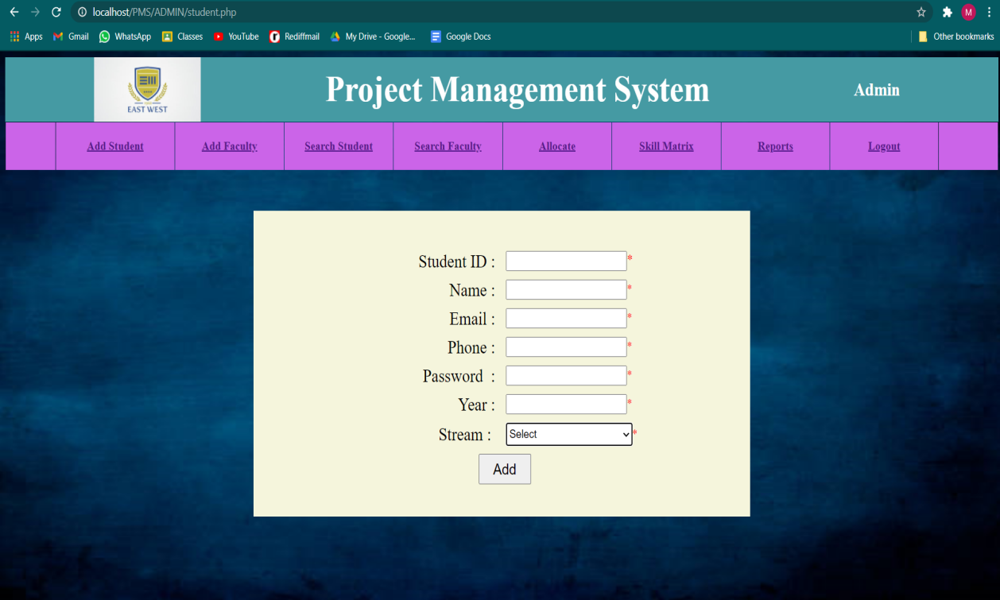 localhost/PMS/ADMIN/student.php
M
Apps Gmail WhatsApp Classes YouTube Rediffmail My Drive - Google... Google Docs Other bookmarks
EAST WEST
Project Management System
Admin
Add Student Add Faculty Search Student Search Faculty Allocate Skill Matrix Reports Logout
Student ID : *
Name : *
Email : *
Phone : *
Password : *
Year : *
Stream : Select *
Add